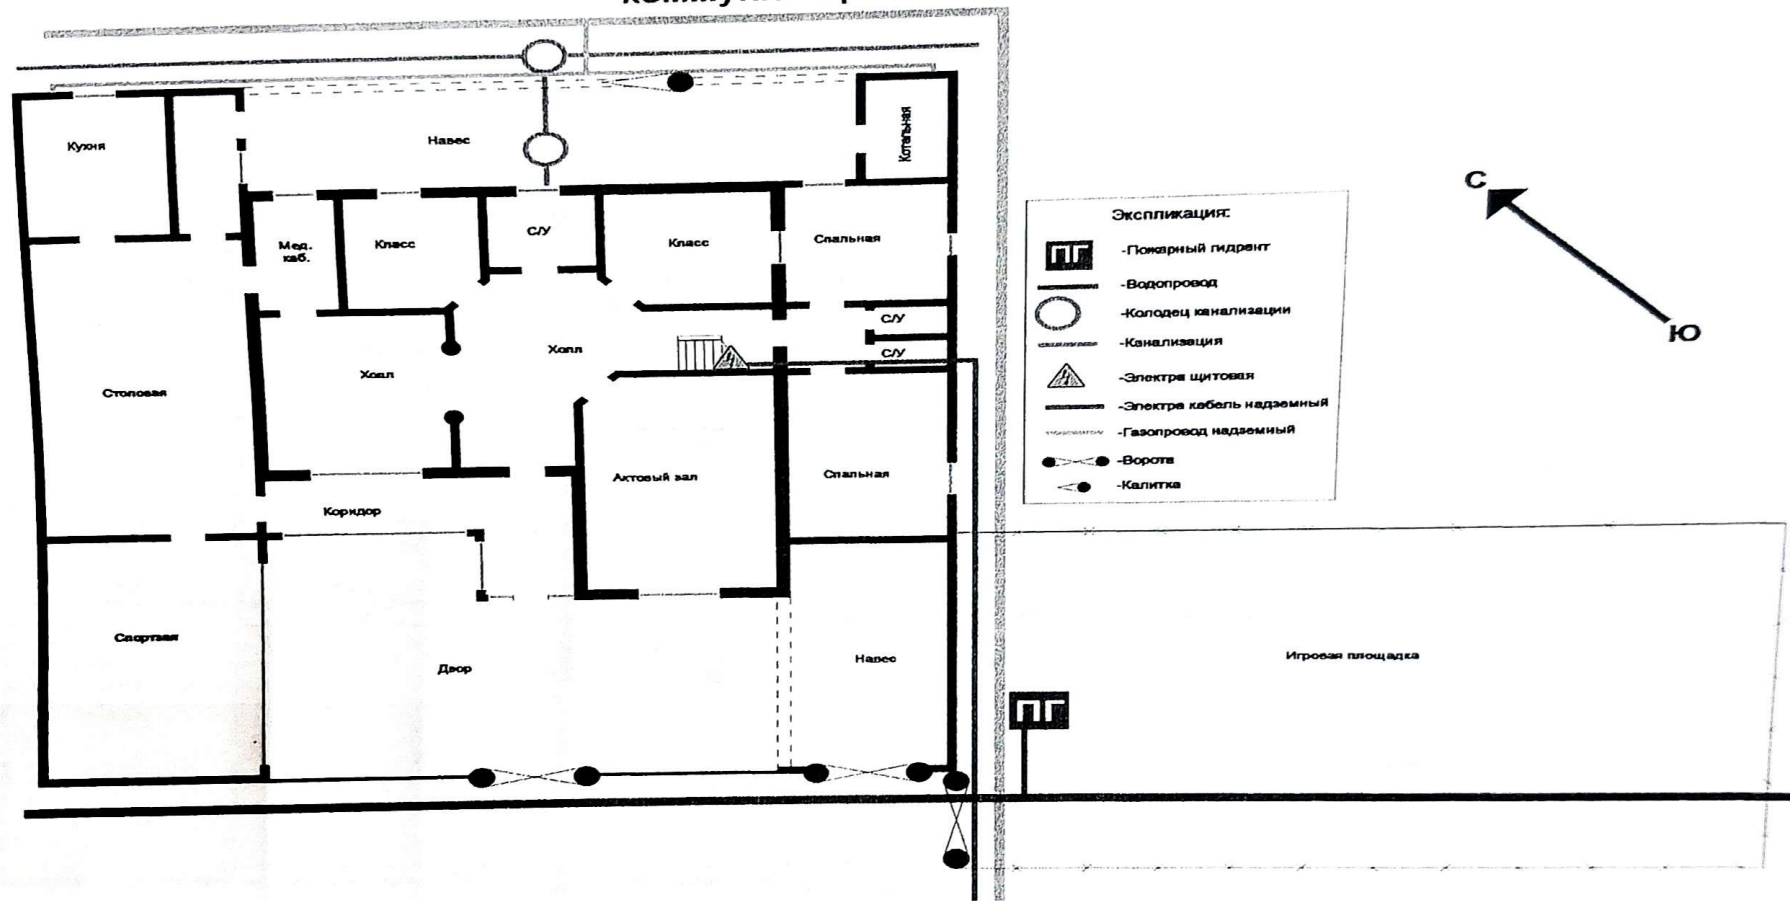 Кухня
Навес
Котельная
Мед.
каб.
Класс
С/У
Класс
Спальная
С/У
С/У
Холл
Холл
Столовая
Спальная
Актовый зал
Коридор
Спортзал
Двор
Навес
Игровая площадка
ПГ
С
Ю
Экспликация:
ПГ -Пожарный гидрент
-Водопровод
-Колодец канализации
-Канализация
-Электра щитовая
-Электра кабель надземный
-Газопровод надземный
-Ворота
-Калитка